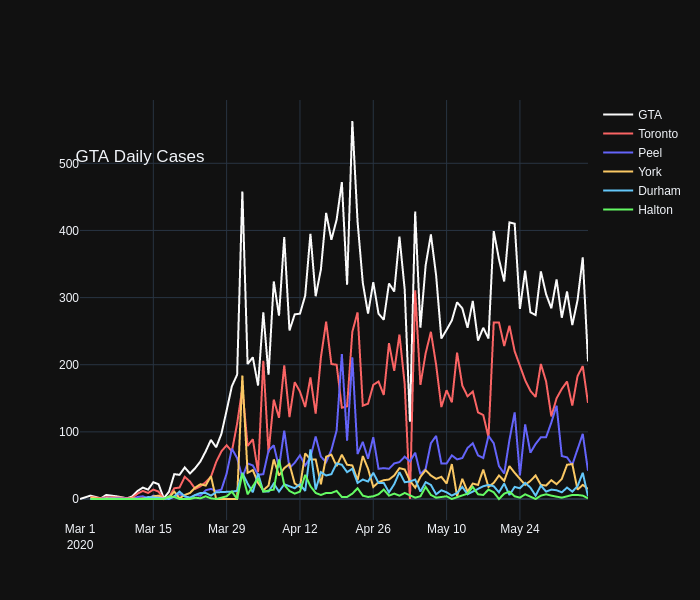 GTA Daily Cases
500
400
300
200
100
0
Mar 1
2020
Mar 15
Mar 29
Apr 12
Apr 26
May 10
May 24
GTA
Toronto
Peel
York
Durham
Halton